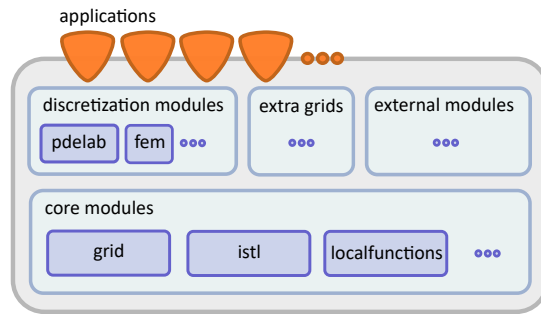 applications
discretization modules
extra grids
external modules
pdelab
fem
core modules
grid
istl
localfunctions